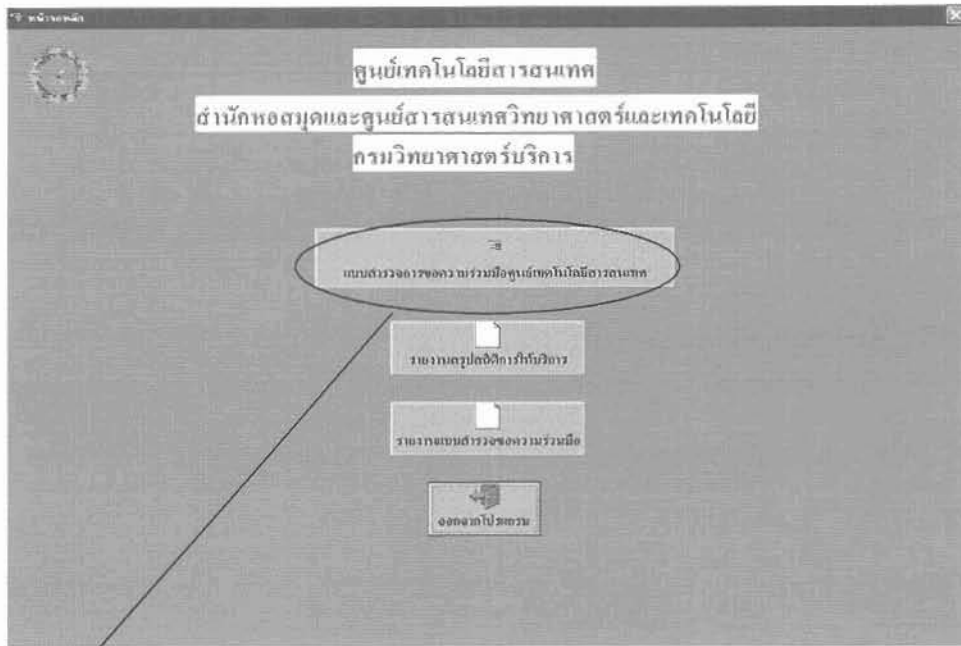 หน้าจอหลัก
ศูนย์เทคโนโลยีสารสนเทศ
สำนักหอสมุดและศูนย์สารสนเทศวิทยาศาสตร์และเทคโนโลยี
กรมวิทยาศาสตร์บริการ
แบบสำรวจการขอความร่วมมือศูนย์เทคโนโลยีสารสนเทศ
รายงานสรุปสถิติการให้บริการ
รายงานแบบสำรวจขอความร่วมมือ
ออกจากโปรแกรม